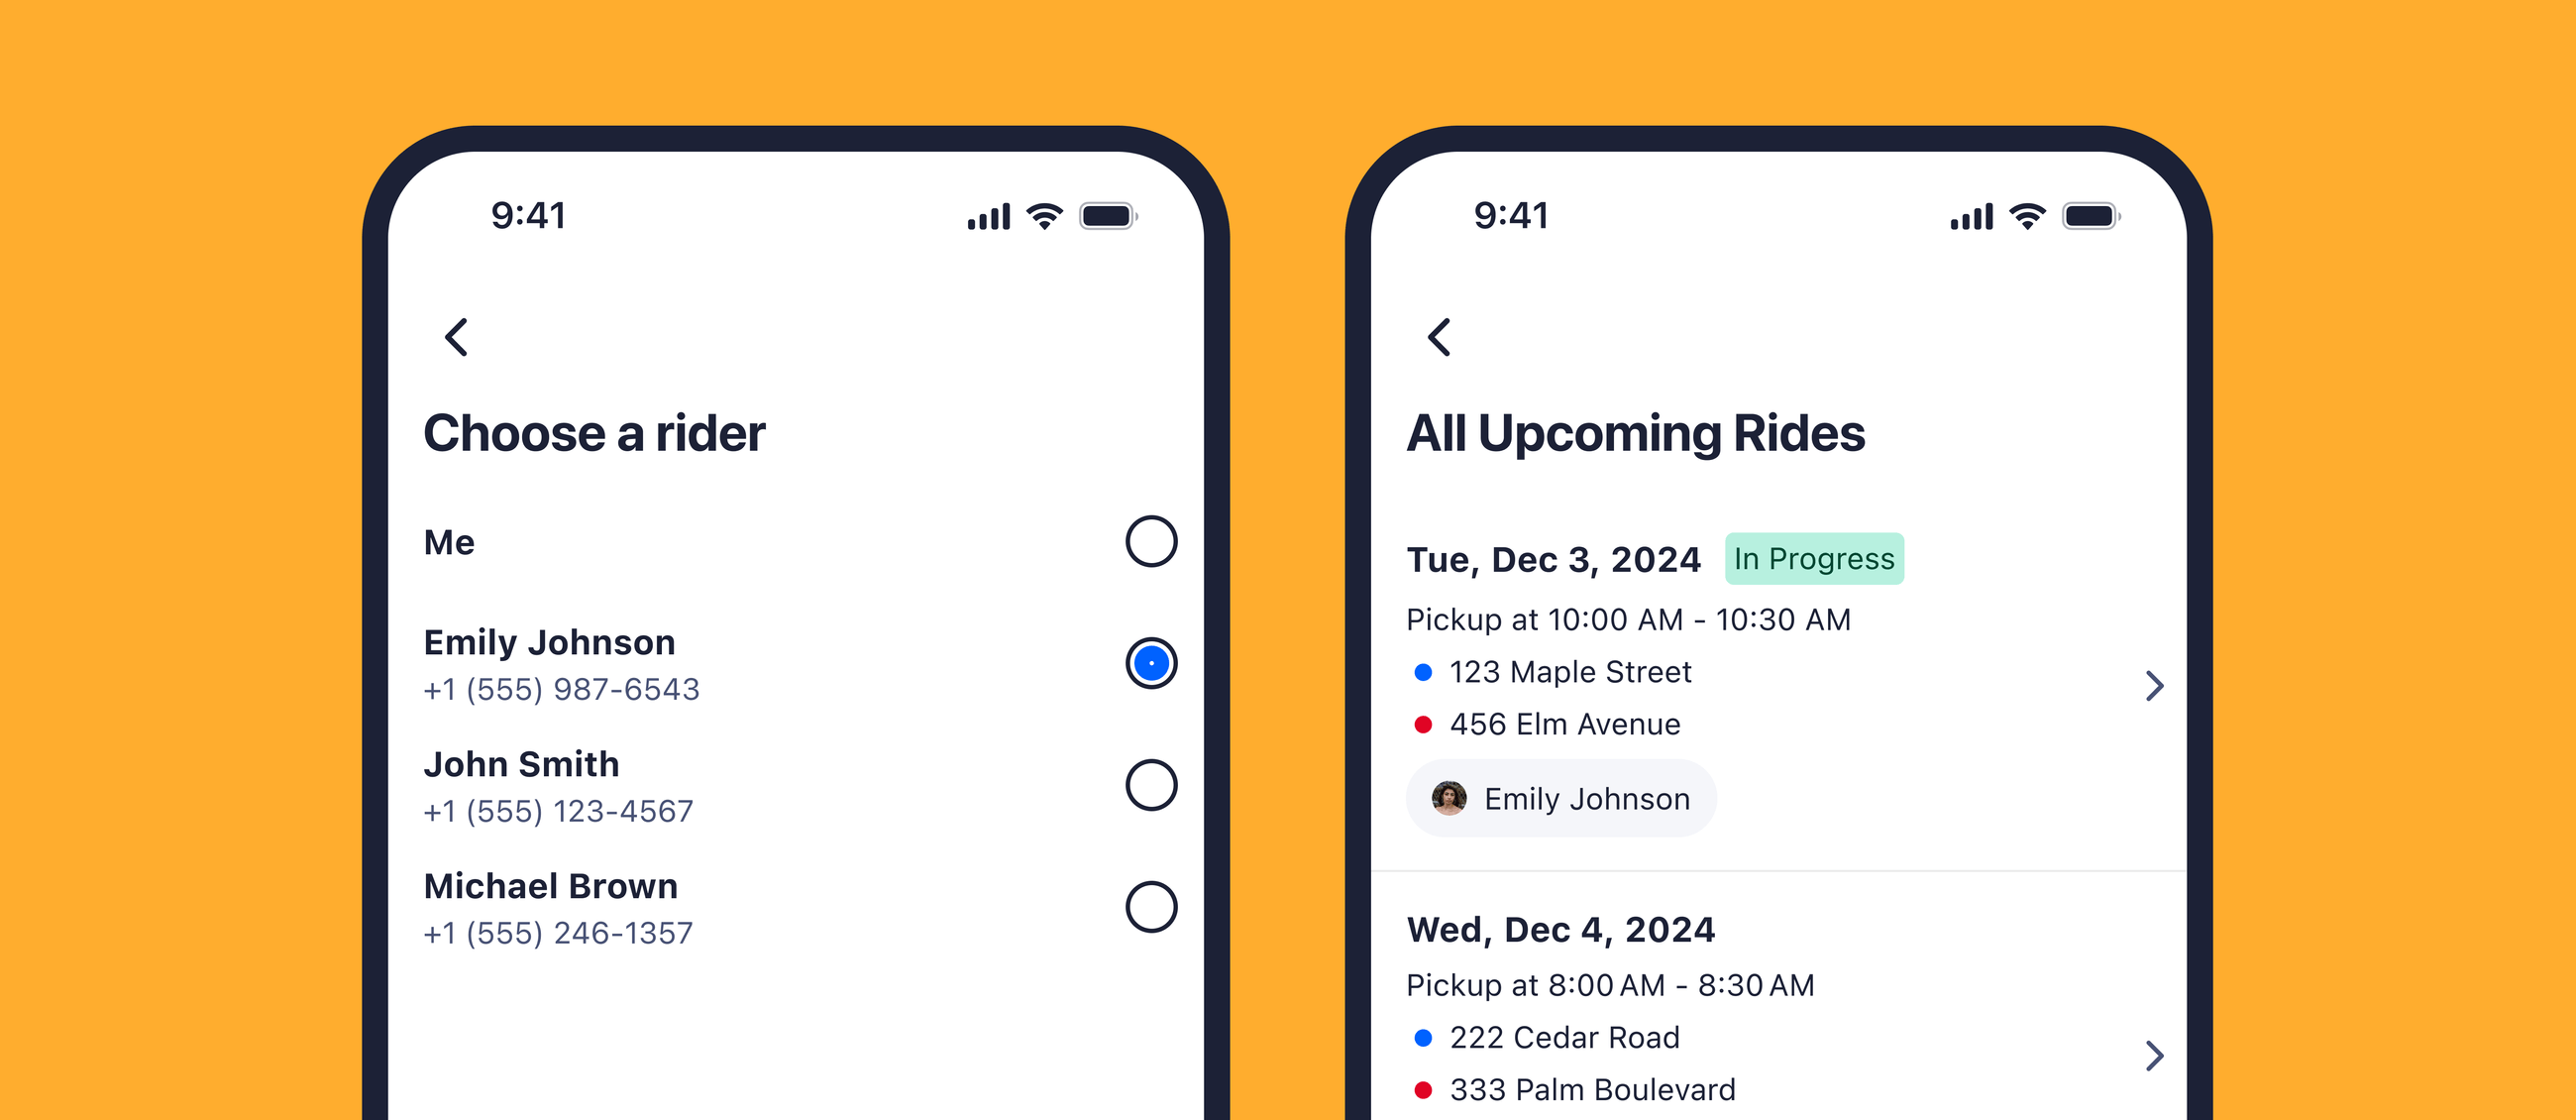 9:41
Choose a rider
Me
Emily Johnson
+1 (555) 987-6543
John Smith
+1 (555) 123-4567
Michael Brown
+1 (555) 246-1357
9:41
All Upcoming Rides
Tue, Dec 3, 2024 In Progress
Pickup at 10:00 AM - 10:30 AM
123 Maple Street
456 Elm Avenue
Emily Johnson
Wed, Dec 4, 2024
Pickup at 8:00 AM - 8:30 AM
222 Cedar Road
333 Palm Boulevard